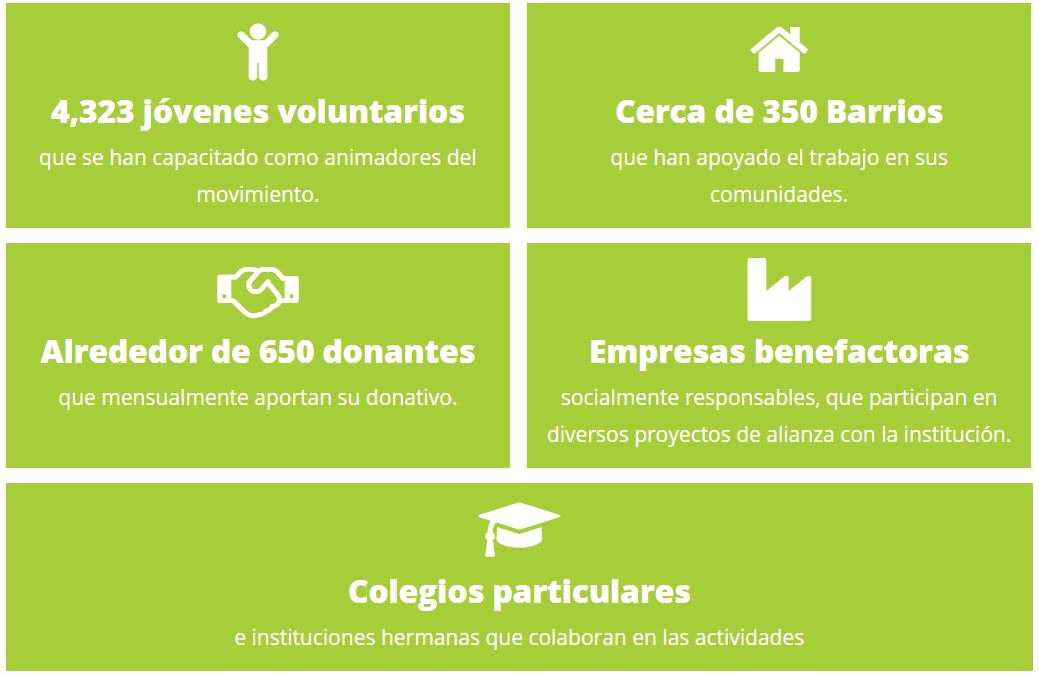 4,323 jóvenes voluntarios
que se han capacitado como animadores del
movimiento.
Cerca de 350 Barrios
que han apoyado el trabajo en sus
comunidades.
Alrededor de 650 donantes
que mensualmente aportan su donativo.
Empresas benefactoras
socialmente responsables, que participan en
diversos proyectos de alianza con la institución.
Colegios particulares
e instituciones hermanas que colaboran en las actividades